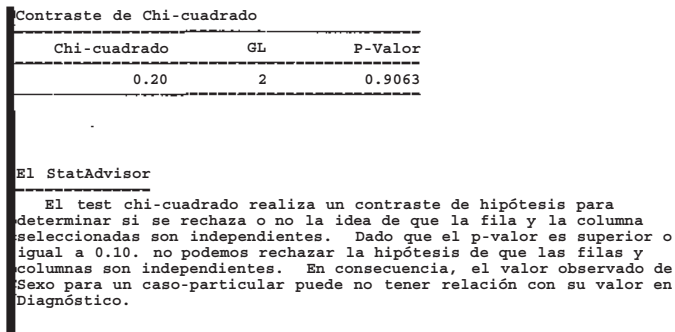 Contraste de Chi-cuadrado
Chi-cuadrado GL P-Valor
0.20 2 0.9063
El StatAdvisor
El test chi-cuadrado realiza un contraste de hipótesis para
determinar si se rechaza o no la idea de que la fila y la columna
seleccionadas son independientes. Dado que el p-valor es superior o
igual a 0.10. no podemos rechazar la hipótesis de que las filas y
columnas son independientes. En consecuencia, el valor observado de
Sexo para un caso-particular puede no tener relación con su valor en
Diagnóstico.